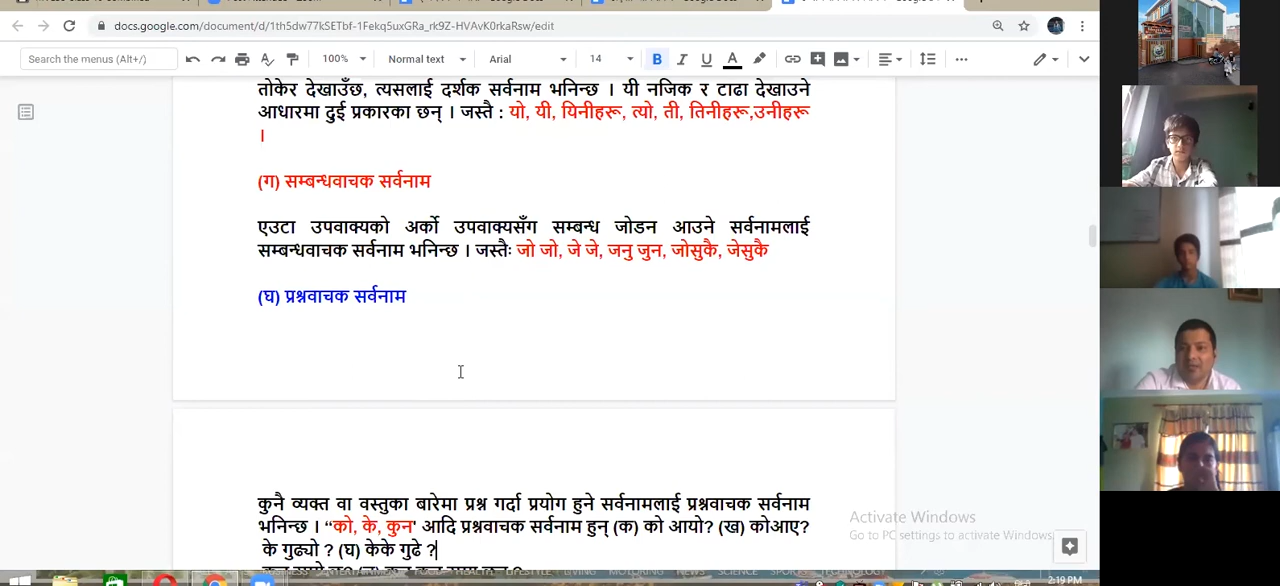 docs.google.com/document/d/1th5dw77kSETbf-1Fekq5uxGRa_rk9Z-HVAvK0rkaRsw/edit
Search the menus (Alt+/)
100%
Normal text
Arial
14
तोकेर देखाउँछ, त्यसलाई दर्शक सर्वनाम भनिन्छ । यी नजिक र टाढा देखाउने
आधारमा दुई प्रकारका छन् । जस्तै : यो, यी, यिनीहरू, त्यो, ती, तिनीहरू,उनीहरू
।
(ग) सम्बन्धवाचक सर्वनाम
एउटा उपवाक्यको अर्को उपवाक्यसँग सम्बन्ध जोडन आउने सर्वनामलाई
सम्बन्धवाचक सर्वनाम भनिन्छ । जस्तैः जो जो, जे जे, जनु जुन, जोसुकै, जेसुकै
(घ) प्रश्नवाचक सर्वनाम
कुनै व्यक्त वा वस्तुका बारेमा प्रश्न गर्दा प्रयोग हुने सर्वनामलाई प्रश्नवाचक सर्वनाम
भनिन्छ । “को, के, कुन' आदि प्रश्नवाचक सर्वनाम हुन् (क) को आयो? (ख) कोआए?
के गुढ्यो ? (घ) केके गुढे ?
Activate Windows
Go to PC settings to activate Windows.
2:19 PM